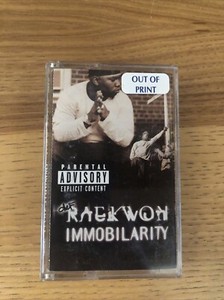 OUT OF
PRINT
PARENTAL
ADVISORY
EXPLICIT CONTENT
RAEKWON
IMMOBILARITY